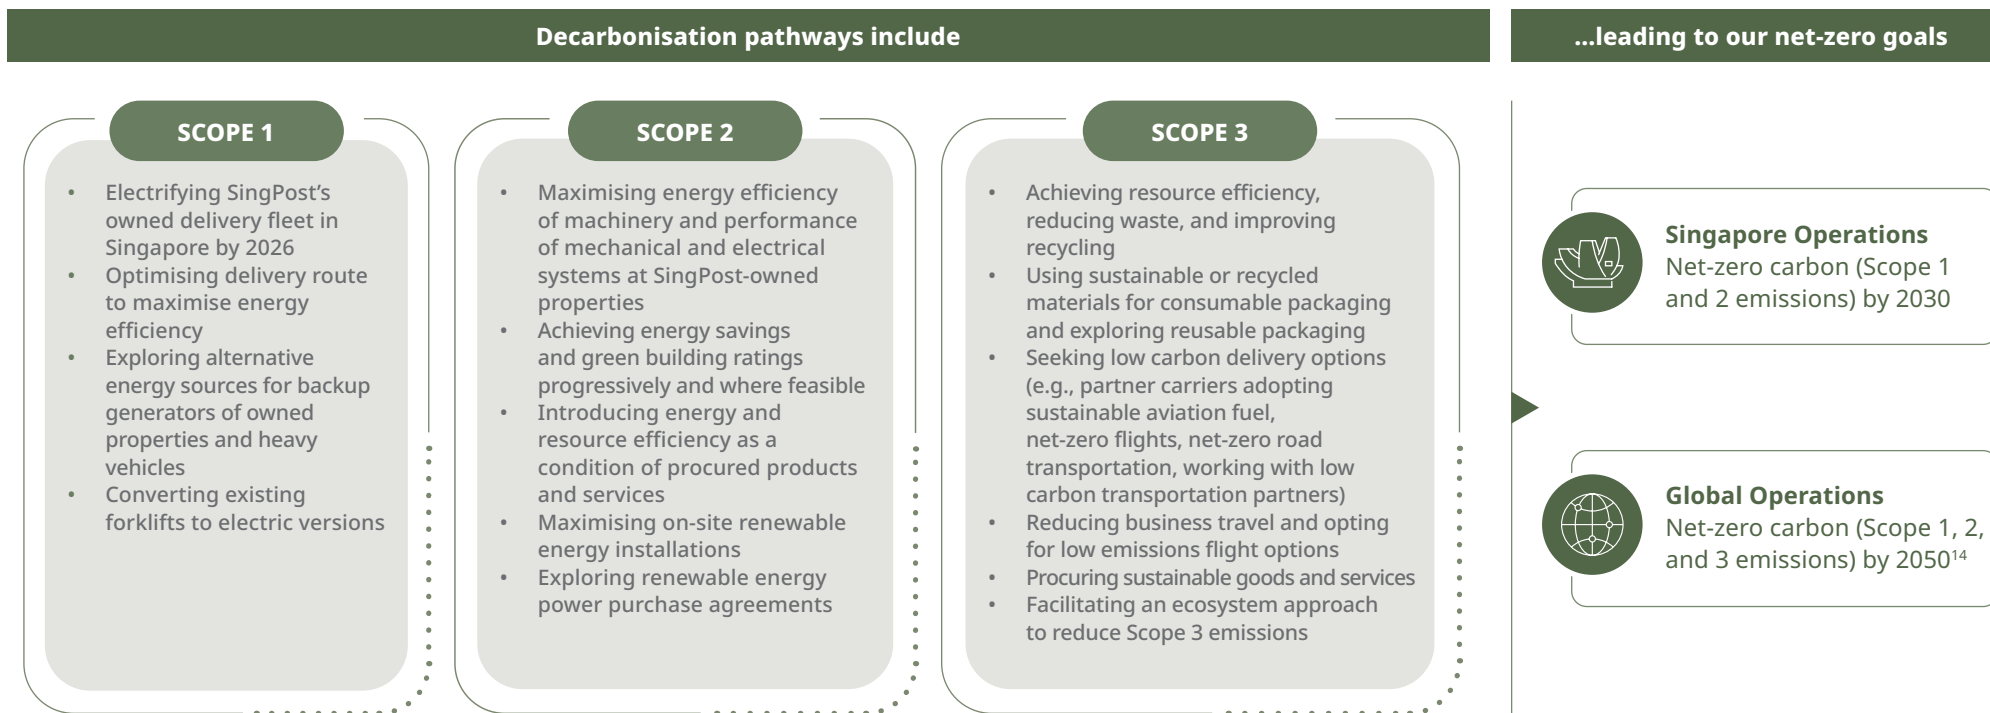 Decarbonisation pathways include
...leading to our net-zero goals
SCOPE 1
• Electrifying SingPost’s
owned delivery fleet in
Singapore by 2026
• Optimising delivery route
to maximise energy
efficiency
• Exploring alternative
energy sources for backup
generators of owned
properties and heavy
vehicles
• Converting existing
forklifts to electric versions
SCOPE 2
• Maximising energy efficiency
of machinery and performance
of mechanical and electrical
systems at SingPost-owned
properties
• Achieving energy savings
and green building ratings
progressively and where feasible
• Introducing energy and
resource efficiency as a
condition of procured products
and services
• Maximising on-site renewable
energy installations
• Exploring renewable energy
power purchase agreements
SCOPE 3
• Achieving resource efficiency,
reducing waste, and improving
recycling
• Using sustainable or recycled
materials for consumable packaging
and exploring reusable packaging
• Seeking low carbon delivery options
(e.g., partner carriers adopting
sustainable aviation fuel,
net-zero flights, net-zero road
transportation, working with low
carbon transportation partners)
• Reducing business travel and opting
for low emissions flight options
• Procuring sustainable goods and services
• Facilitating an ecosystem approach
to reduce Scope 3 emissions
Singapore Operations
Net-zero carbon (Scope 1
and 2 emissions) by 2030
Global Operations
Net-zero carbon (Scope 1, 2,
and 3 emissions) by 2050¹⁴